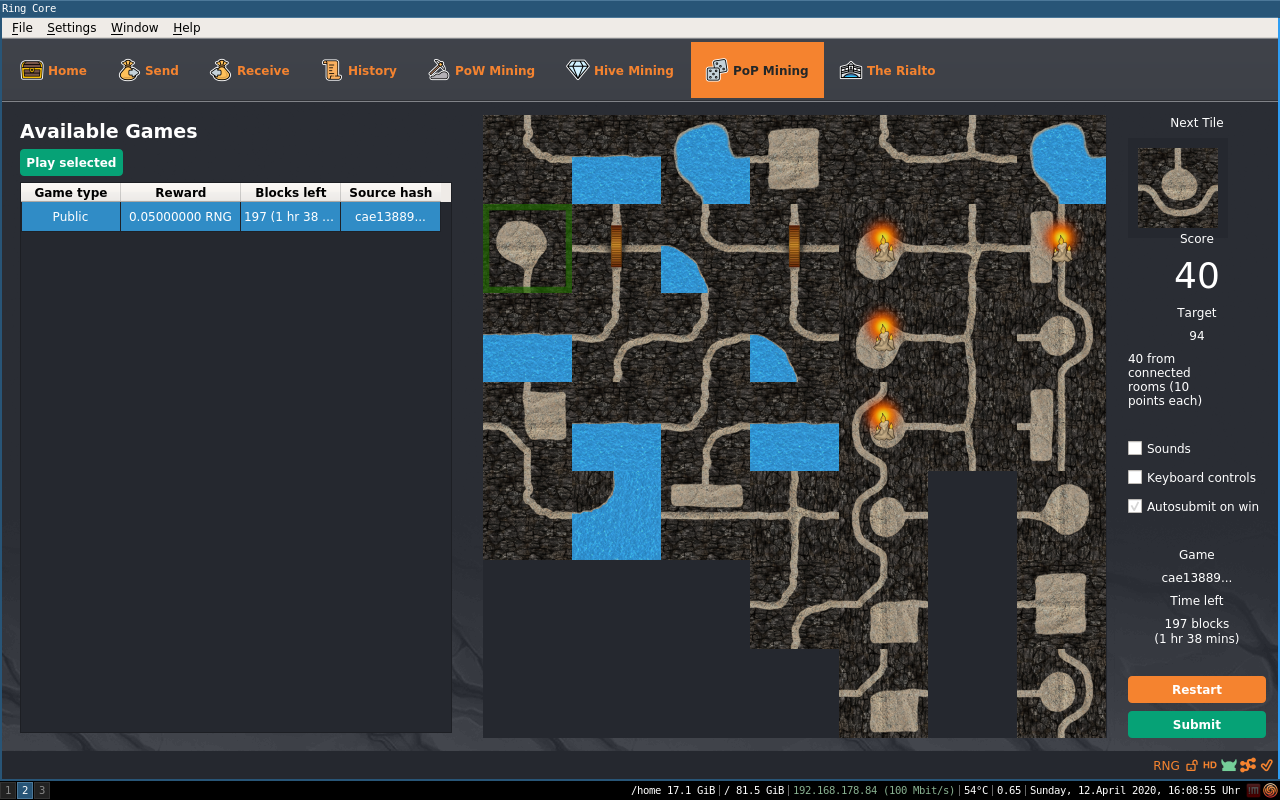 Ring Core
File Settings Window Help
Home Send Receive History PoW Mining Hive Mining PoP Mining The Rialto
Available Games
Play selected
Game type Reward Blocks left Source hash
Public 0.05000000 RNG 197 (1 hr 38 ... cae13889...
Next Tile
Score
40
Target
94
40 from
connected
rooms (10
points each)
Sounds
Keyboard controls
Autosubmit on win
Game
cae13889...
Time left
197 blocks
(1 hr 38 mins)
Restart
Submit
RNG HD
1 2 3 /home 17.1 GiB | / 81.5 GiB | 192.168.178.84 (100 Mbit/s) | 54°C | 0.65 | Sunday, 12.April 2020, 16:08:55 Uhr